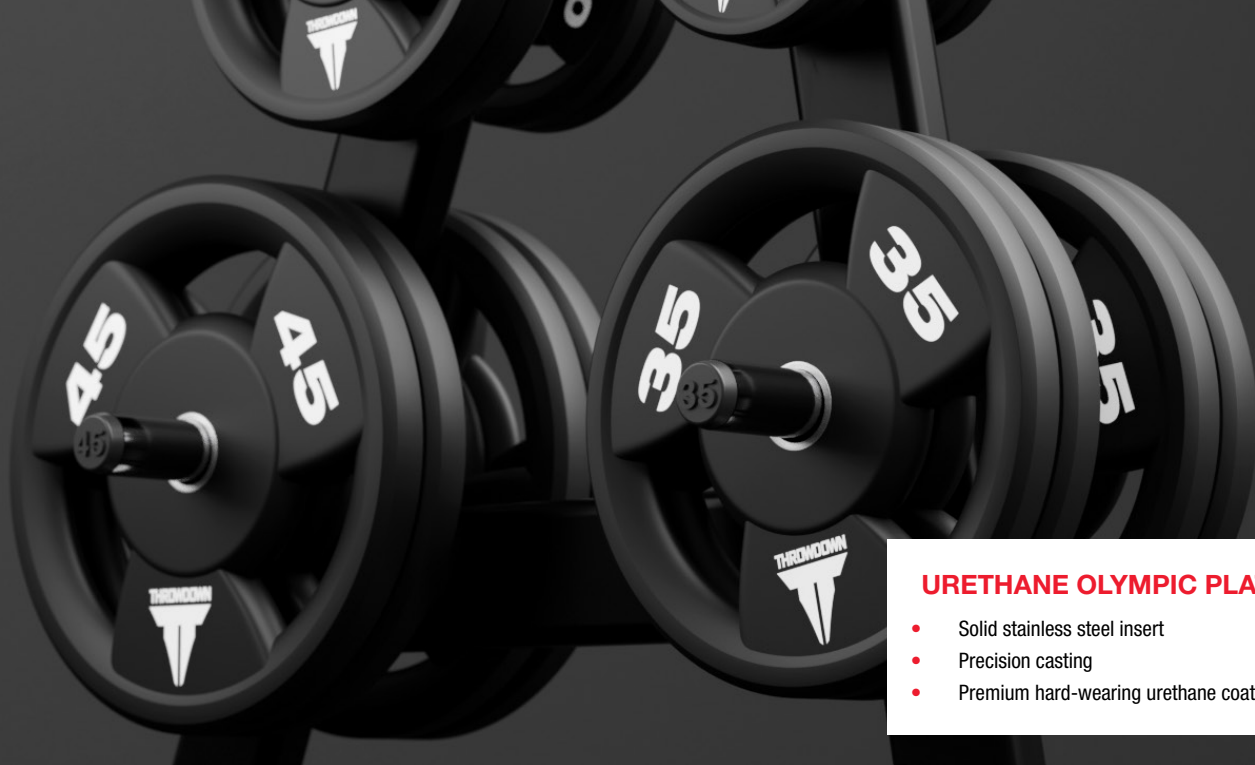 THROWDOWN
45
45
45
THROWDOWN
35
35
35
35
THROWDOWN
URETHANE OLYMPIC PLA
Solid stainless steel insert
Precision casting
Premium hard-wearing urethane coat